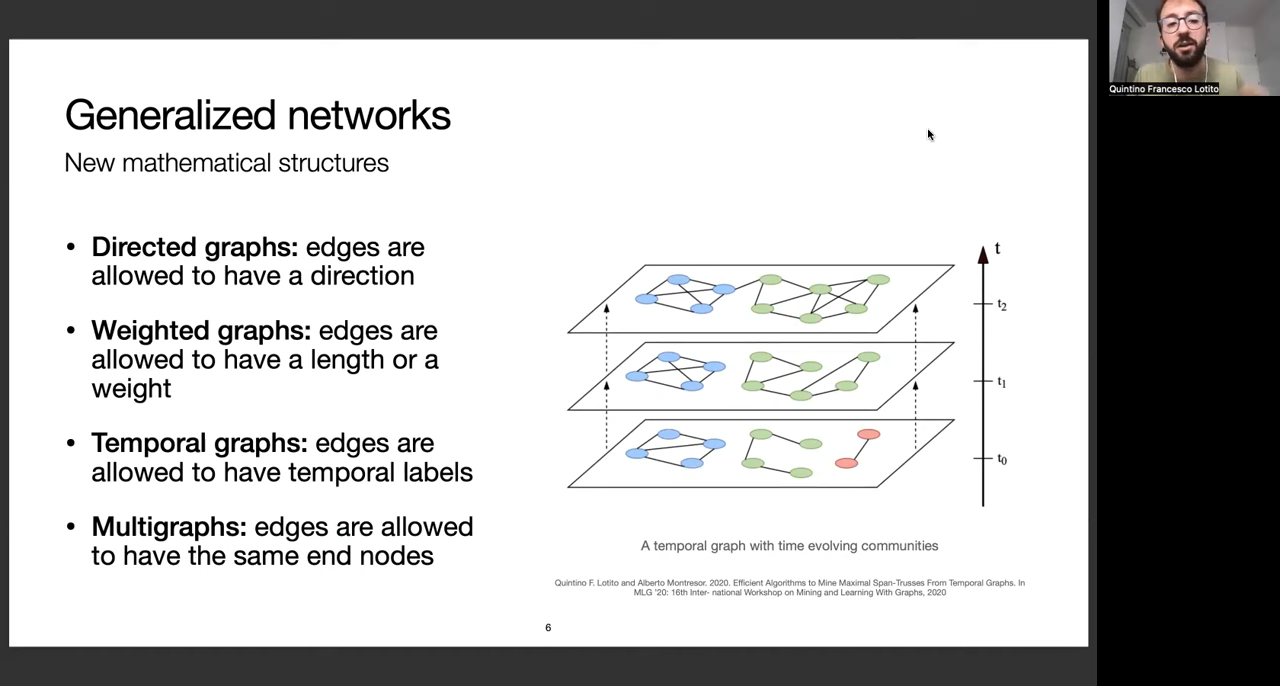 Generalized networks
New mathematical structures
• Directed graphs: edges are
allowed to have a direction
• Weighted graphs: edges are
allowed to have a length or a
weight
• Temporal graphs: edges are
allowed to have temporal labels
• Multigraphs: edges are allowed
to have the same end nodes
t
t2
t1
t0
A temporal graph with time evolving communities
Quintino F. Lotito and Alberto Montresor. 2020. Efficient Algorithms to Mine Maximal Span-Trusses From Temporal Graphs. In
MLG '20: 16th Inter- national Workshop on Mining and Learning With Graphs, 2020
6
Quintino Francesco Lotito